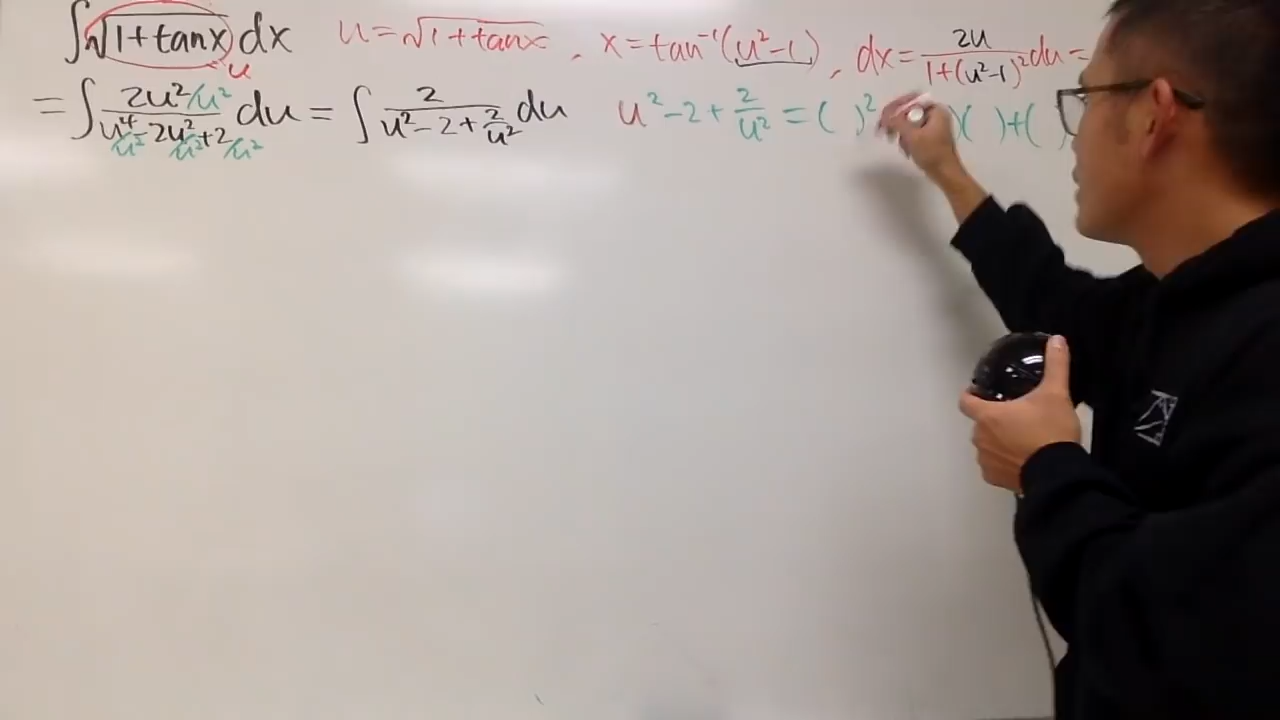 ∫√(1+tanx) dx   u=√(1+tanx) , x=tan⁻¹(u²-1) , dx=2u/(1+(u²-1)²) du=
u
=∫ (2u² /u²)/(u⁴-2u²+2) du = ∫ 2/(u²-2+2/u²) du   u²-2+2/u² =( )² )( )+(
/u² /u² /u²